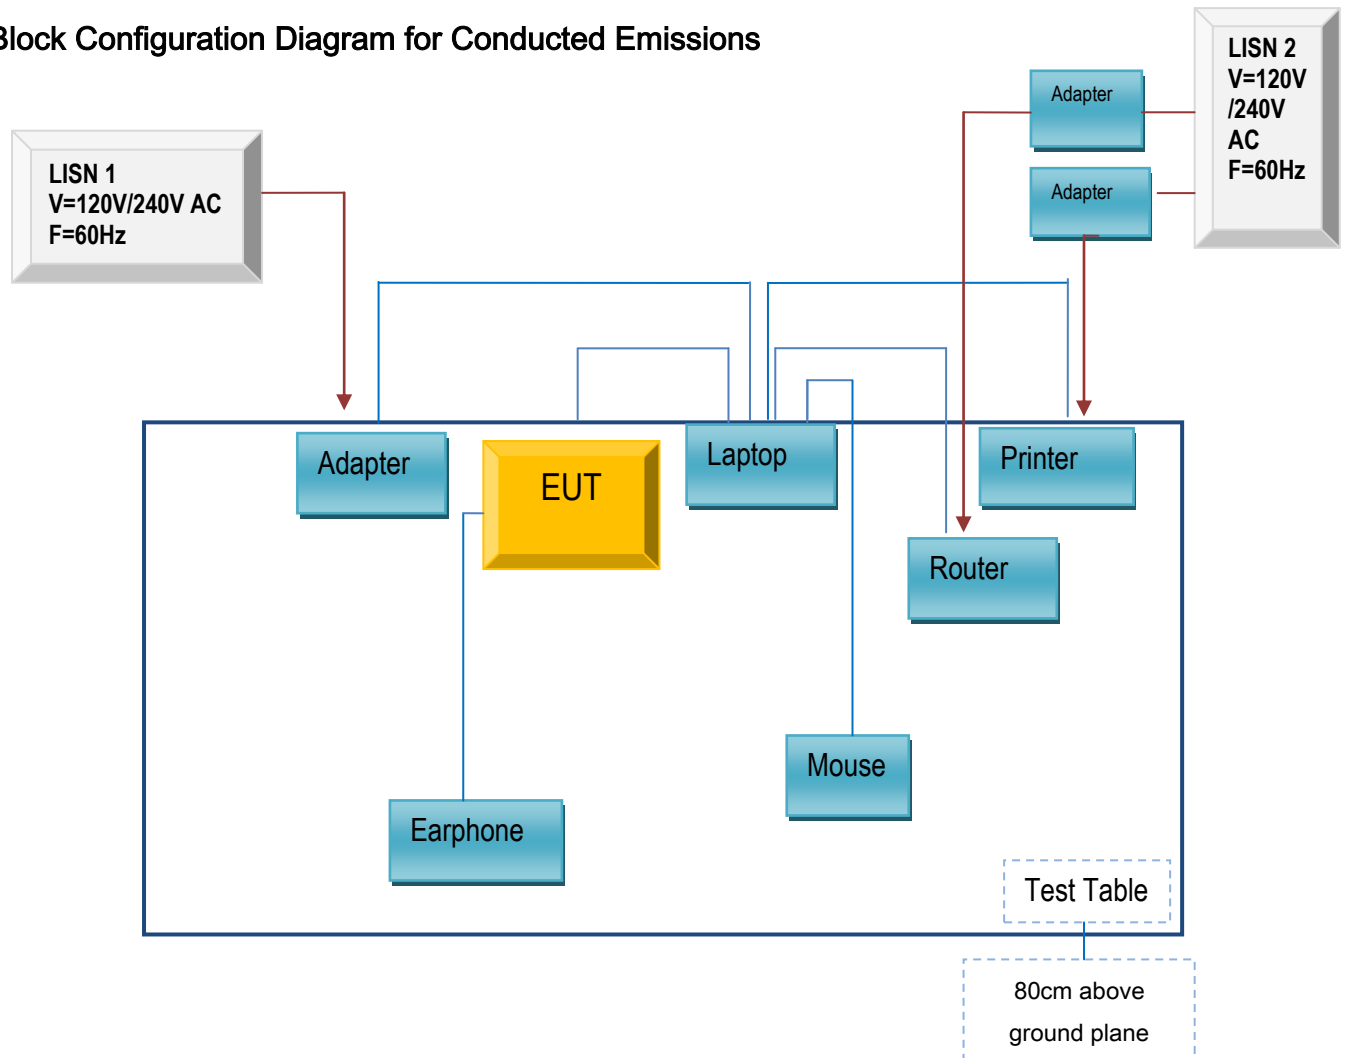 Block Configuration Diagram for Conducted Emissions
LISN 1
V=120V/240V AC
F=60Hz
Adapter
Adapter
LISN 2
V=120V
/240V
AC
F=60Hz
Adapter
EUT
Laptop
Printer
Router
Mouse
Earphone
Test Table
80cm above
ground plane